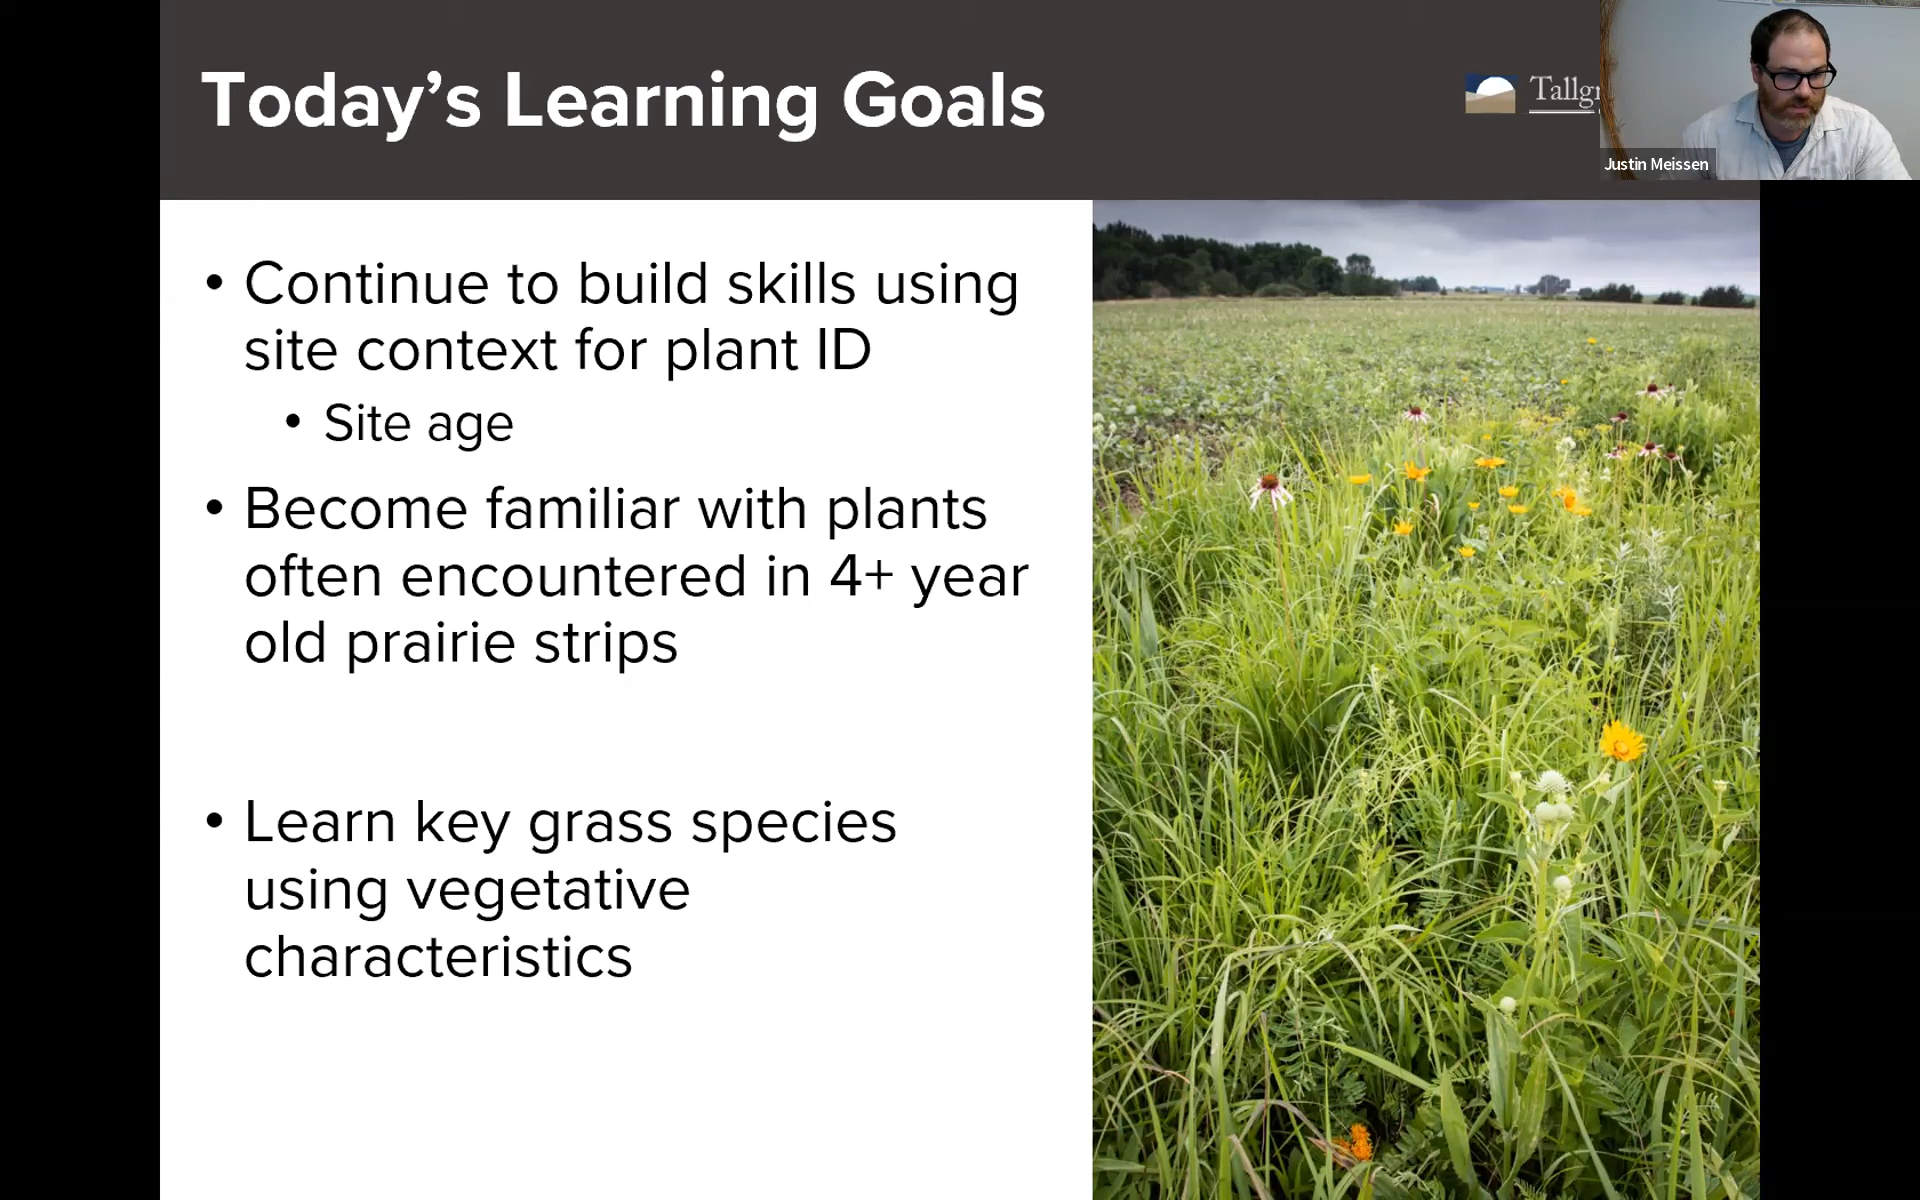 Today’s Learning Goals
Tallgr
Justin Meissen
• Continue to build skills using
site context for plant ID
• Site age
• Become familiar with plants
often encountered in 4+ year
old prairie strips
• Learn key grass species
using vegetative
characteristics